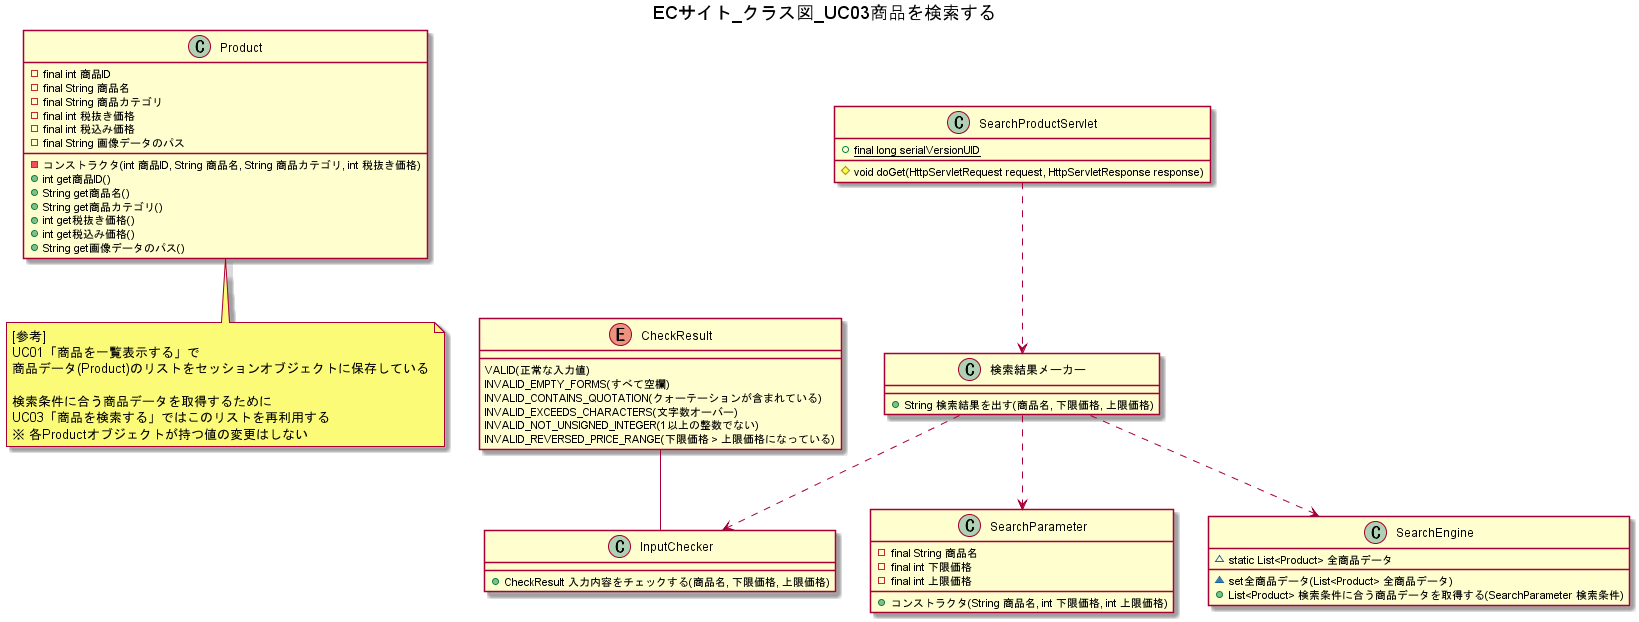 ECサイト_クラス図_UC03商品を検索する
C Product
final int 商品ID
final String 商品名
final String 商品カテゴリ
final int 税抜き価格
final int 税込み価格
final String 画像データのパス
コンストラクタ(int 商品ID, String 商品名, String 商品カテゴリ, int 税抜き価格)
int get商品ID()
String get商品名()
String get商品カテゴリ()
int get税抜き価格()
int get税込み価格()
String get画像データのパス()
[参考]
UC01「商品を一覧表示する」で
商品データ(Product)のリストをセッションオブジェクトに保存している
検索条件に合う商品データを取得するために
UC03「商品を検索する」ではこのリストを再利用する
※ 各Productオブジェクトが持つ値の変更はしない
C SearchProductServlet
final long serialVersionUID
void doGet(HttpServletRequest request, HttpServletResponse response)
E CheckResult
VALID(正常な入力値)
INVALID_EMPTY_FORMS(すべて空欄)
INVALID_CONTAINS_QUOTATION(クォーテーションが含まれている)
INVALID_EXCEEDS_CHARACTERS(文字数オーバー)
INVALID_NOT_UNSIGNED_INTEGER(1以上の整数でない)
INVALID_REVERSED_PRICE_RANGE(下限価格 > 上限価格になっている)
C 検索結果メーカー
String 検索結果を出す(商品名, 下限価格, 上限価格)
C InputChecker
CheckResult 入力内容をチェックする(商品名, 下限価格, 上限価格)
C SearchParameter
final String 商品名
final int 下限価格
final int 上限価格
コンストラクタ(String 商品名, int 下限価格, int 上限価格)
C SearchEngine
static List<Product> 全商品データ
set全商品データ(List<Product> 全商品データ)
List<Product> 検索条件に合う商品データを取得する(SearchParameter 検索条件)